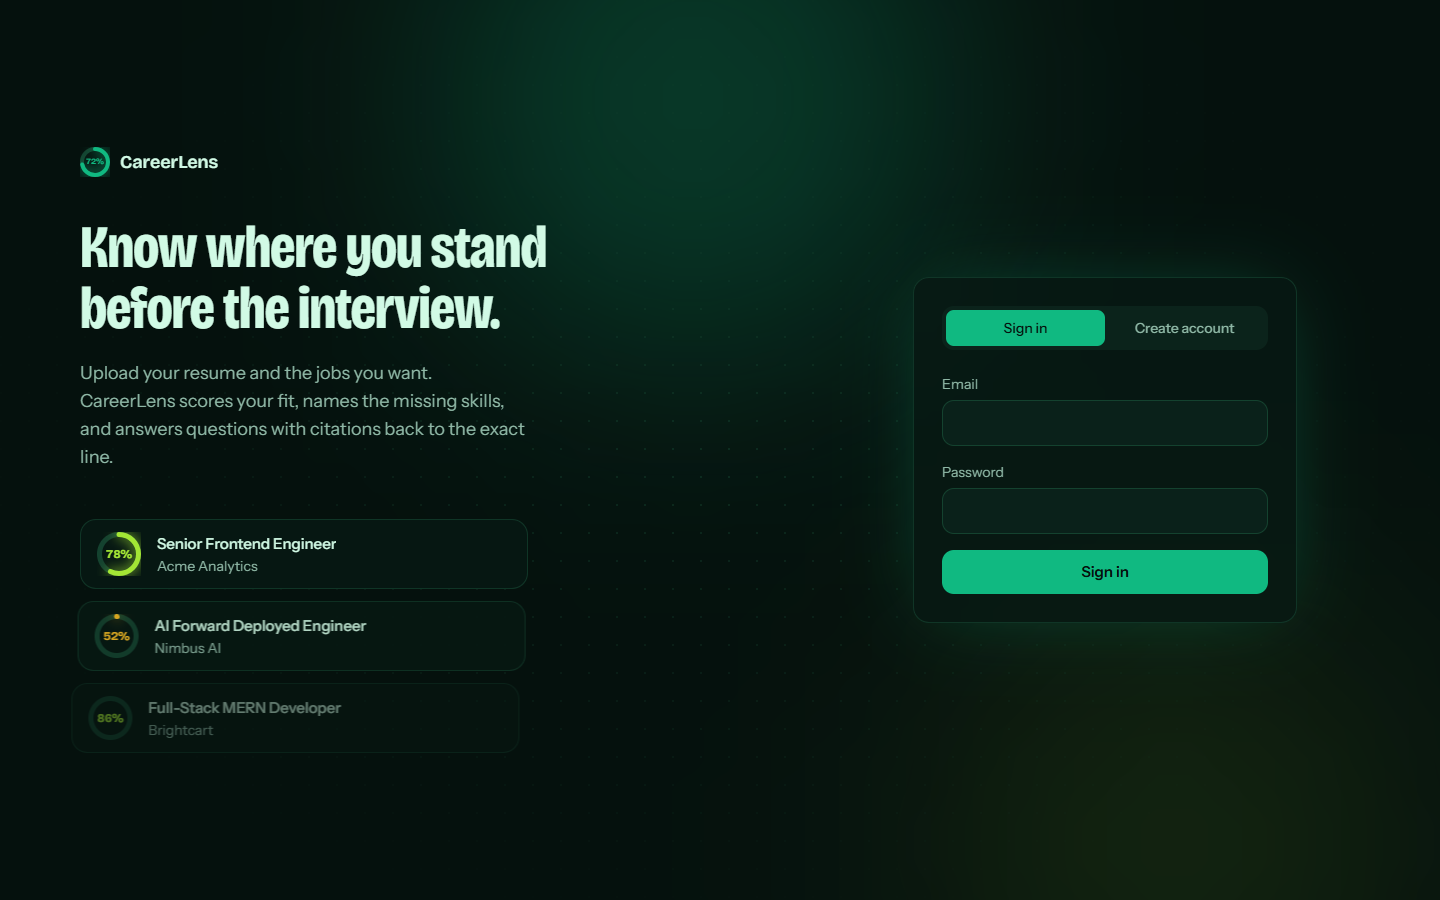 72%
CareerLens
Know where you stand
before the interview.
Upload your resume and the jobs you want.
CareerLens scores your fit, names the missing skills,
and answers questions with citations back to the exact
line.
78%
Senior Frontend Engineer
Acme Analytics
52%
AI Forward Deployed Engineer
Nimbus AI
86%
Full-Stack MERN Developer
Brightcart
Sign in
Create account
Email
Password
Sign in